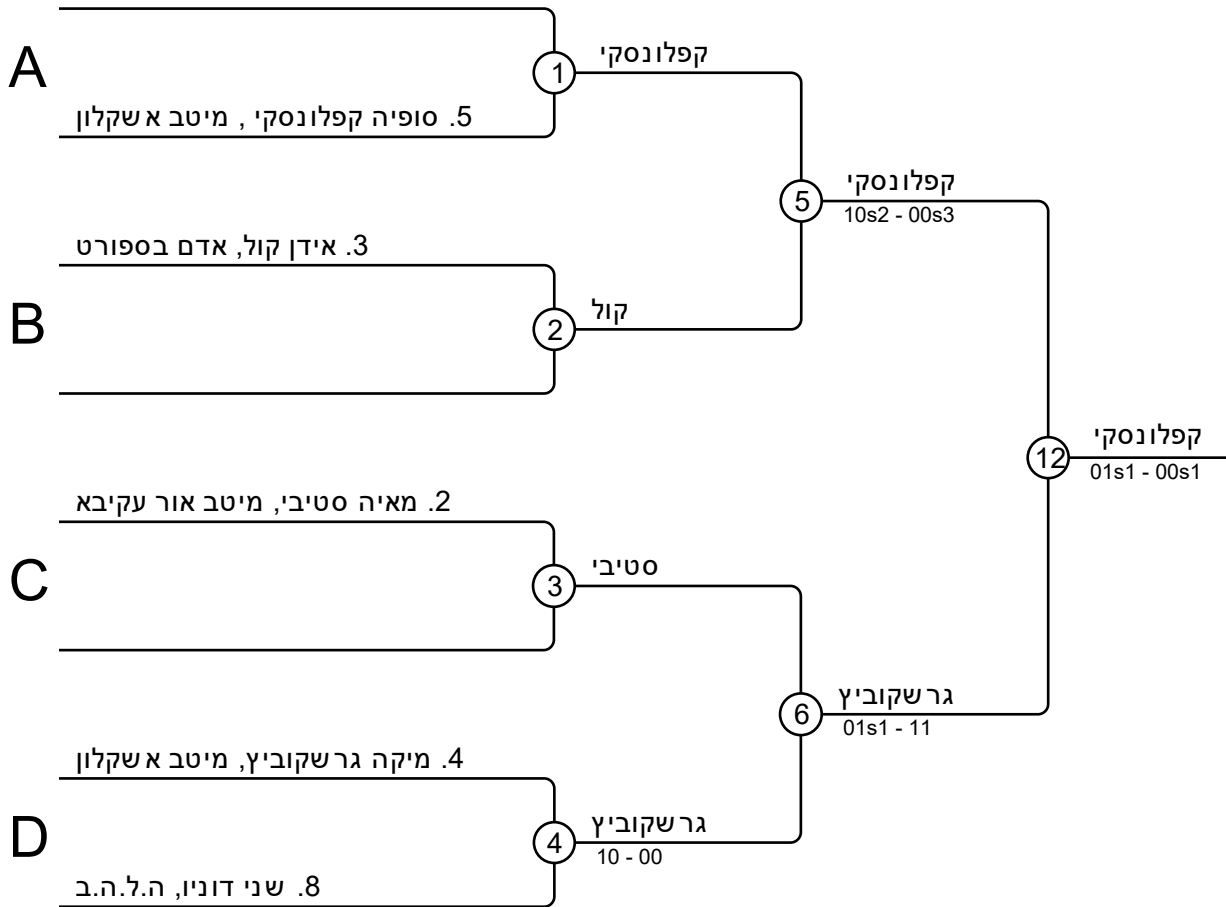 A
1
קפלונסקי
5. סופיה קפלונסקי , מיטב אשקלון
5
קפלונסקי
10s2 - 00s3
3. אידן קול, אדם בספורט
B
2
קול
12
קפלונסקי
01s1 - 00s1
2. מאיה סטיבי, מיטב אור עקיבא
C
3
סטיבי
6
גרשקוביץ
01s1 - 11
4. מיקה גרשקוביץ, מיטב אשקלון
D
4
גרשקוביץ
10 - 00
8. שני דוניו, ה.ל.ה.ב